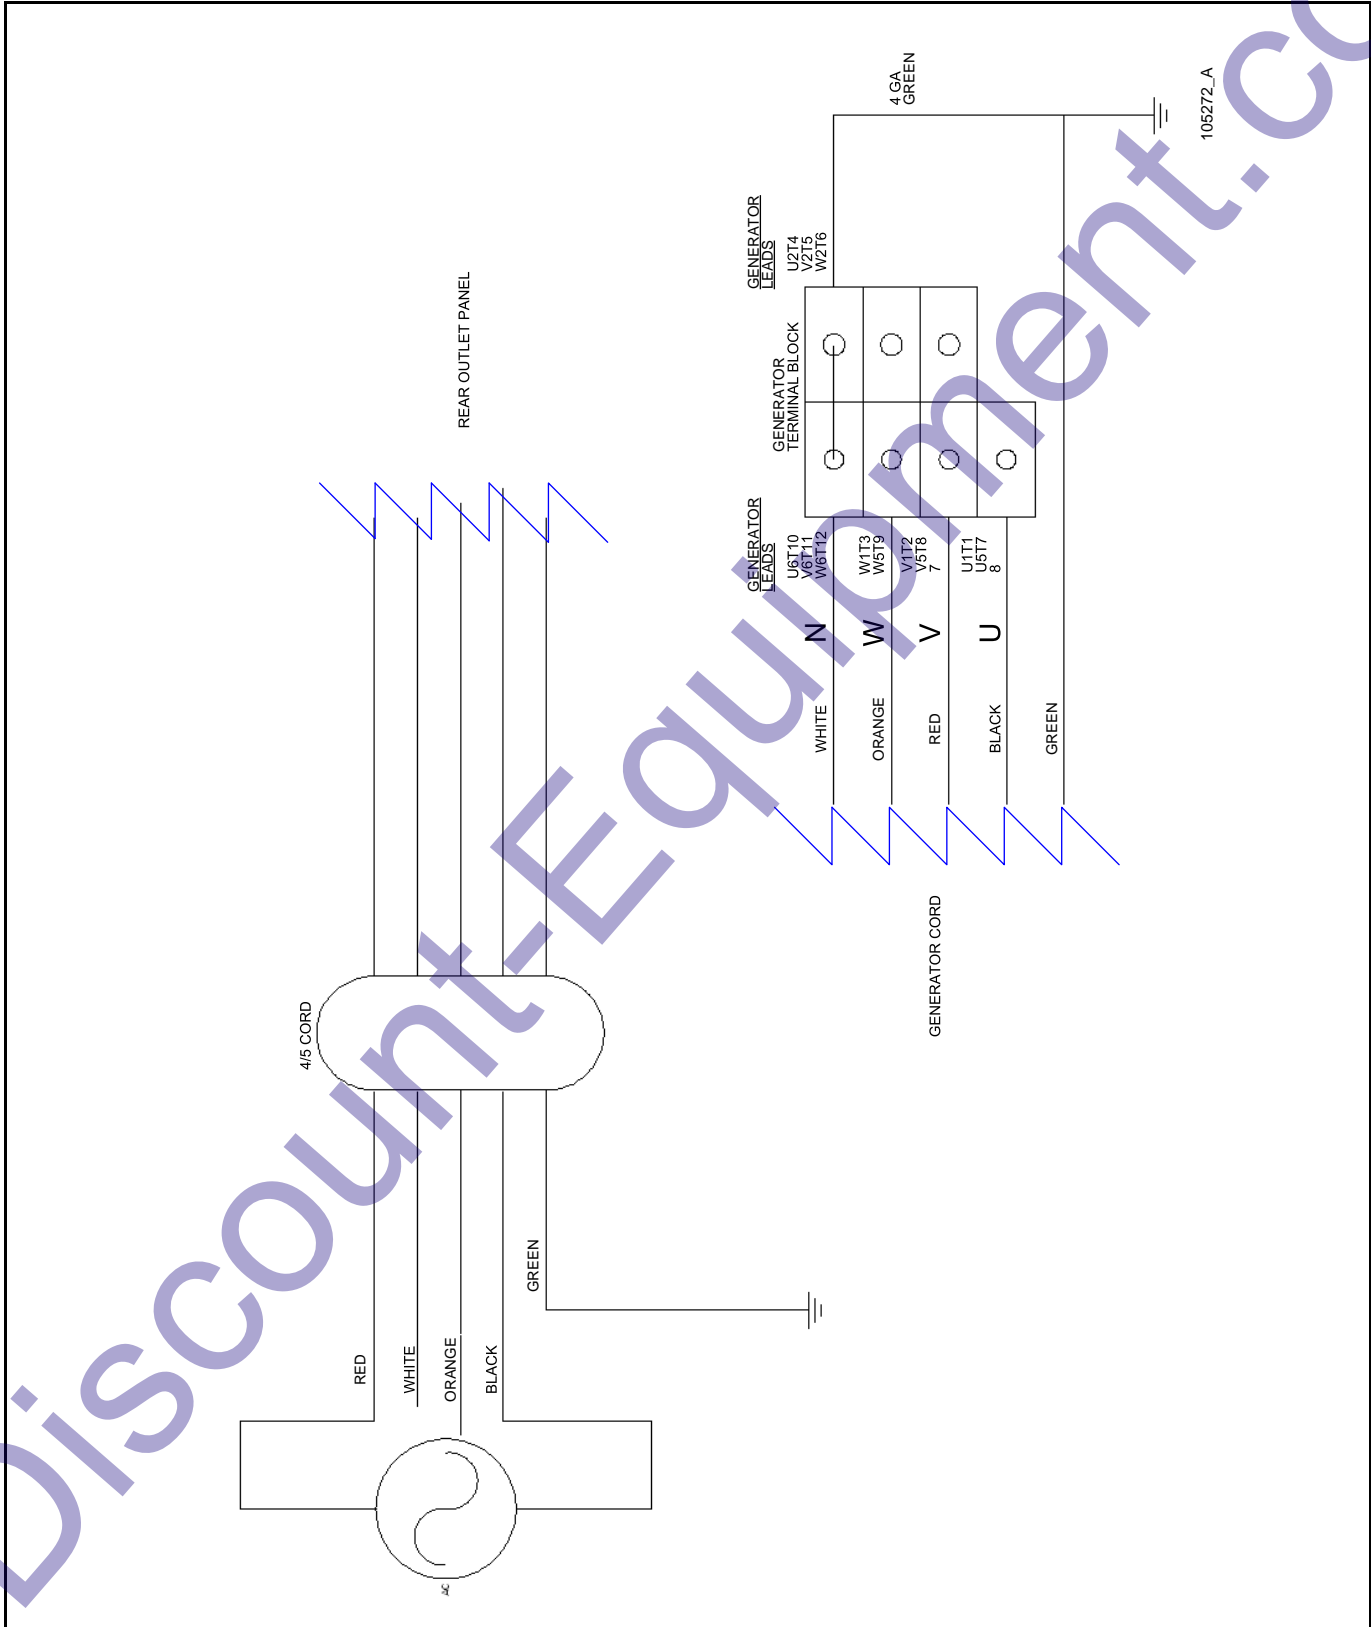 4 GA
GREEN
105272_A
GENERATOR
LEADS
U2T4
V2T5
W2T6
REAR OUTLET PANEL
GENERATOR
TERMINAL BLOCK
GENERATOR
LEADS
U6T10
V6T11
W6T12
W1T3
W5T9
V1T2
V5T8
7
U1T1
U5T7
8
N
W
V
U
WHITE
ORANGE
RED
BLACK
GREEN
GENERATOR CORD
4/5 CORD
GREEN
RED
WHITE
ORANGE
BLACK
AC
Discount-Equipment.co